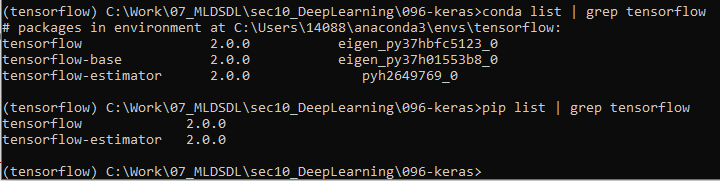 (tensorflow) C:\Work\07_MLDSDL\sec10_DeepLearning\096-keras>conda list | grep tensorflow
# packages in environment at C:\Users\14088\anaconda3\envs\tensorflow:
tensorflow                2.0.0           eigen_py37hbfc5123_0
tensorflow-base           2.0.0           eigen_py37h01553b8_0
tensorflow-estimator      2.0.0              pyh2649769_0
(tensorflow) C:\Work\07_MLDSDL\sec10_DeepLearning\096-keras>pip list | grep tensorflow
tensorflow             2.0.0
tensorflow-estimator   2.0.0
(tensorflow) C:\Work\07_MLDSDL\sec10_DeepLearning\096-keras>